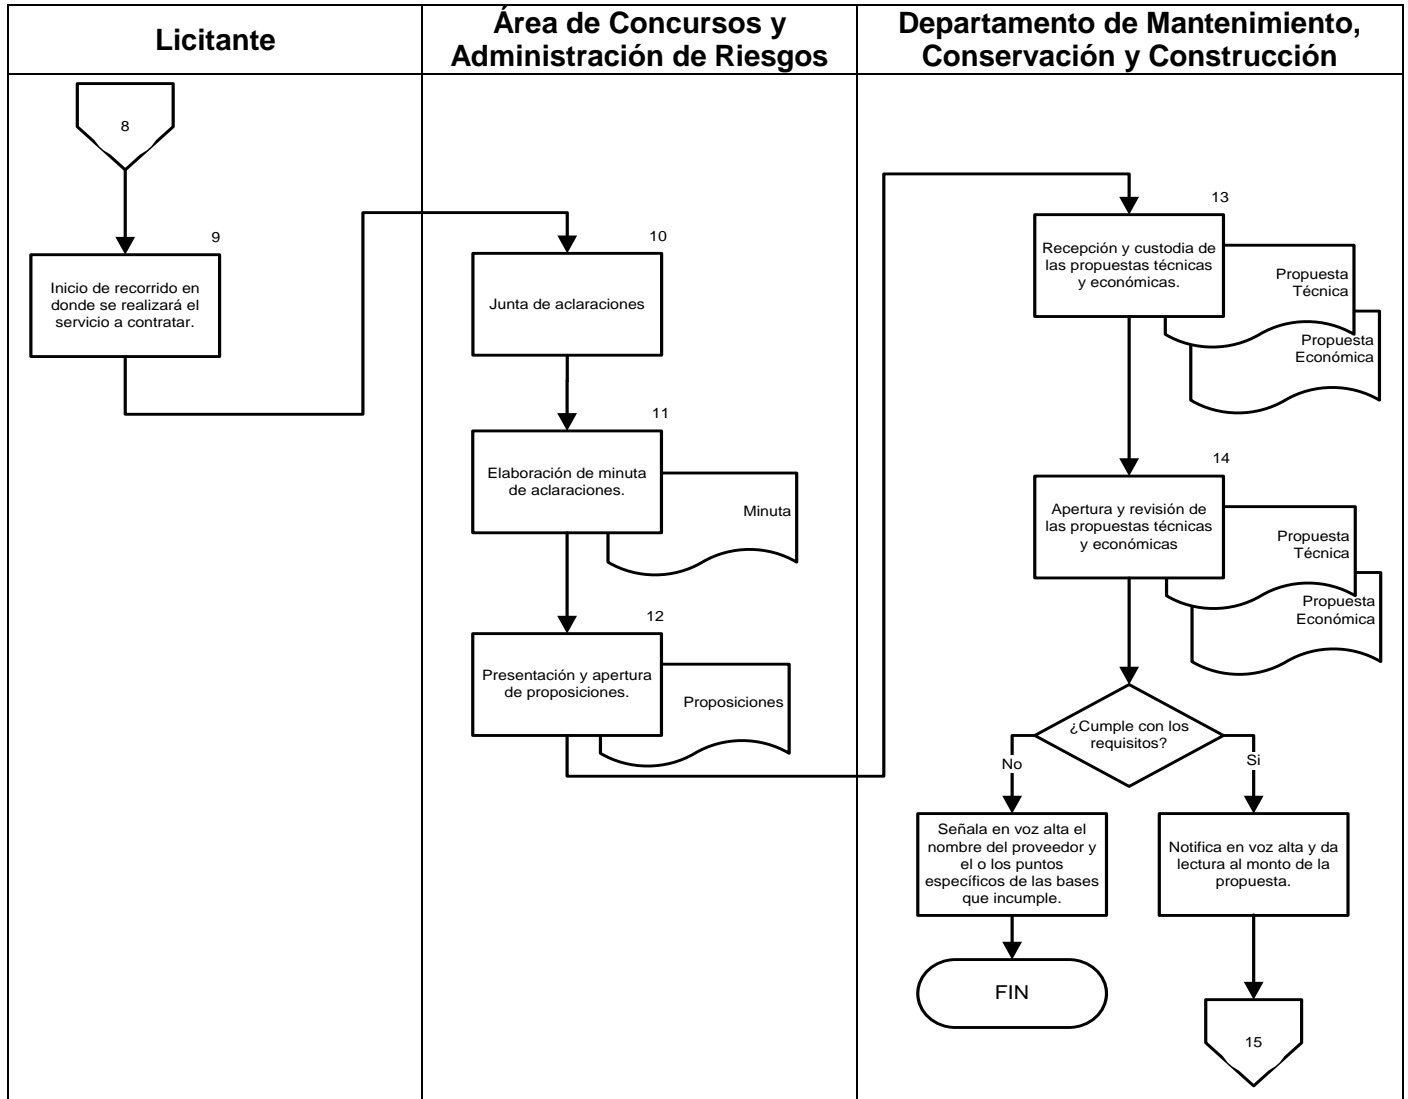 Licitante
Área de Concursos y
Administración de Riesgos
Departamento de Mantenimiento,
Conservación y Construcción
8
9
Inicio de recorrido en
donde se realizará el
servicio a contratar.
10
Junta de aclaraciones
11
Elaboración de minuta
de aclaraciones.
Minuta
12
Presentación y apertura
de proposiciones.
Proposiciones
13
Recepción y custodia de
las propuestas técnicas
y económicas.
Propuesta
Técnica
Propuesta
Económica
14
Apertura y revisión de
las propuestas técnicas
y económicas
Propuesta
Técnica
Propuesta
Económica
¿Cumple con los
requisitos?
No
Si
Señala en voz alta el
nombre del proveedor y
el o los puntos
específicos de las bases
que incumple.
Notifica en voz alta y da
lectura al monto de la
propuesta.
FIN
15